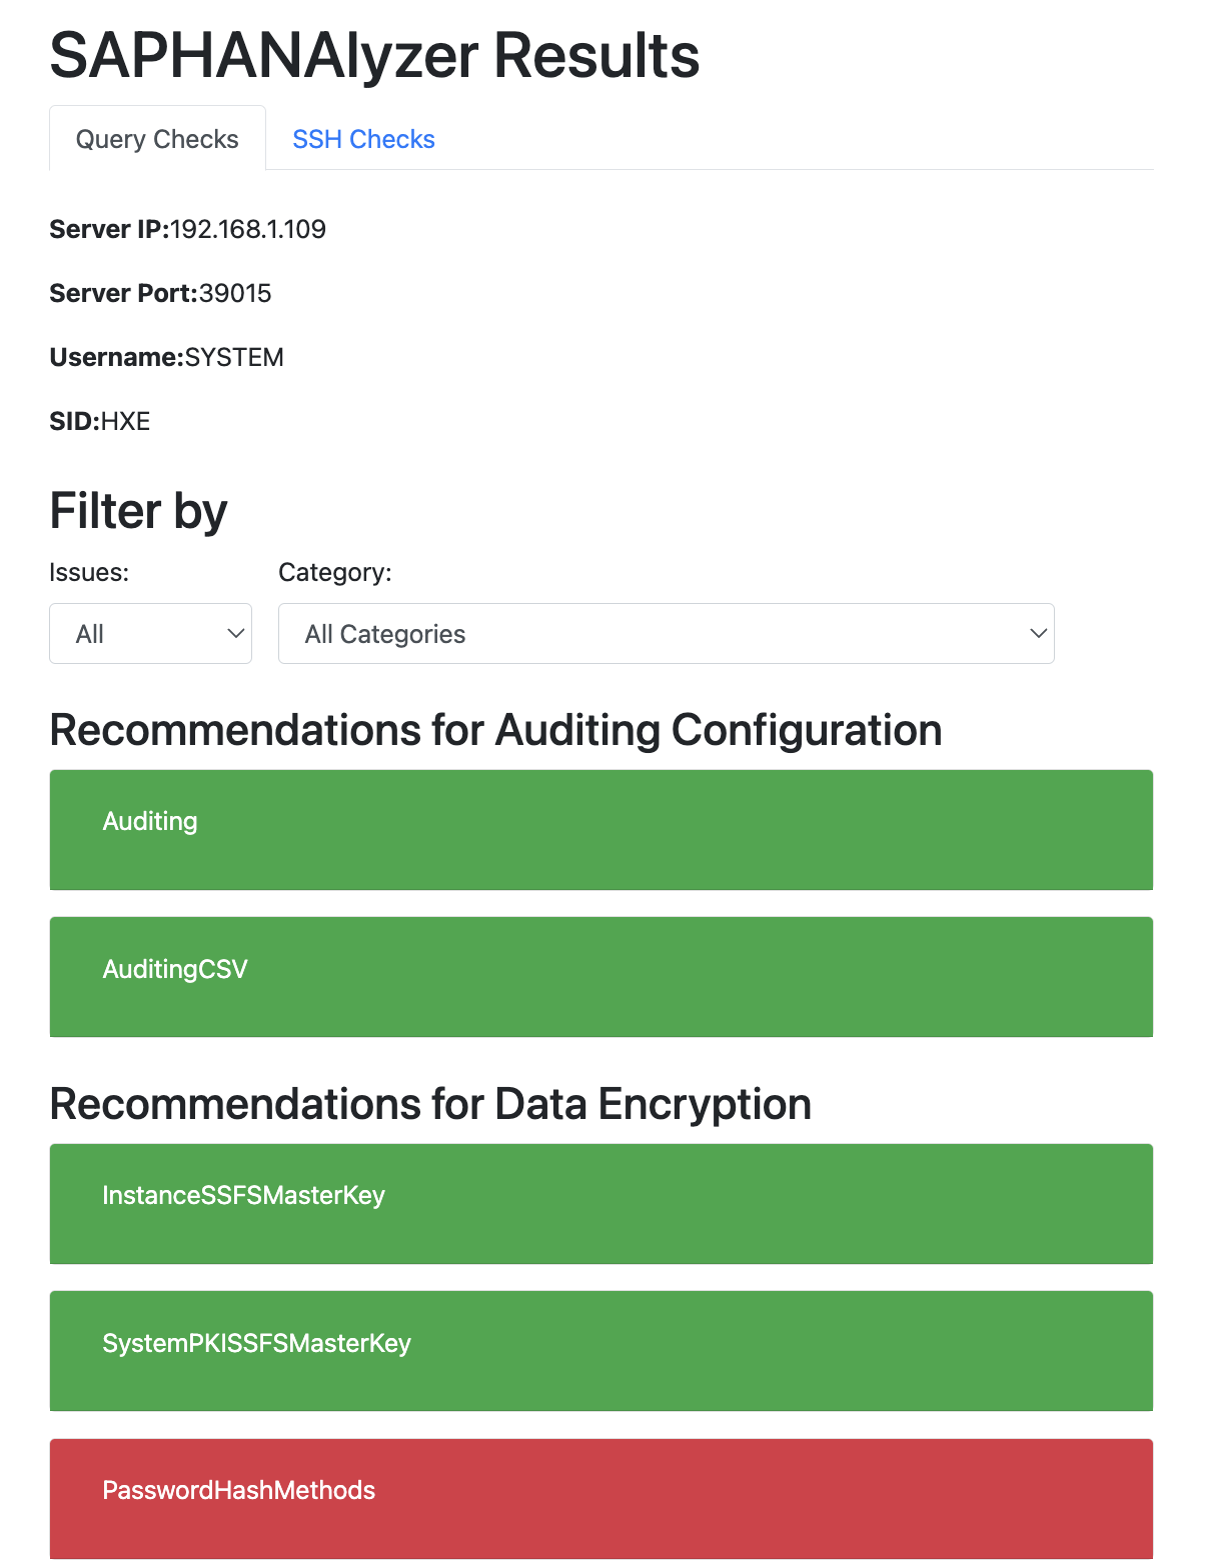 SAPHANAlyzer Results
Query Checks SSH Checks
Server IP:192.168.1.109
Server Port:39015
Username:SYSTEM
SID:HXE
Filter by
Issues: Category:
All All Categories
Recommendations for Auditing Configuration
Auditing
AuditingCSV
Recommendations for Data Encryption
InstanceSSFSMasterKey
SystemPKISSFSMasterKey
PasswordHashMethods